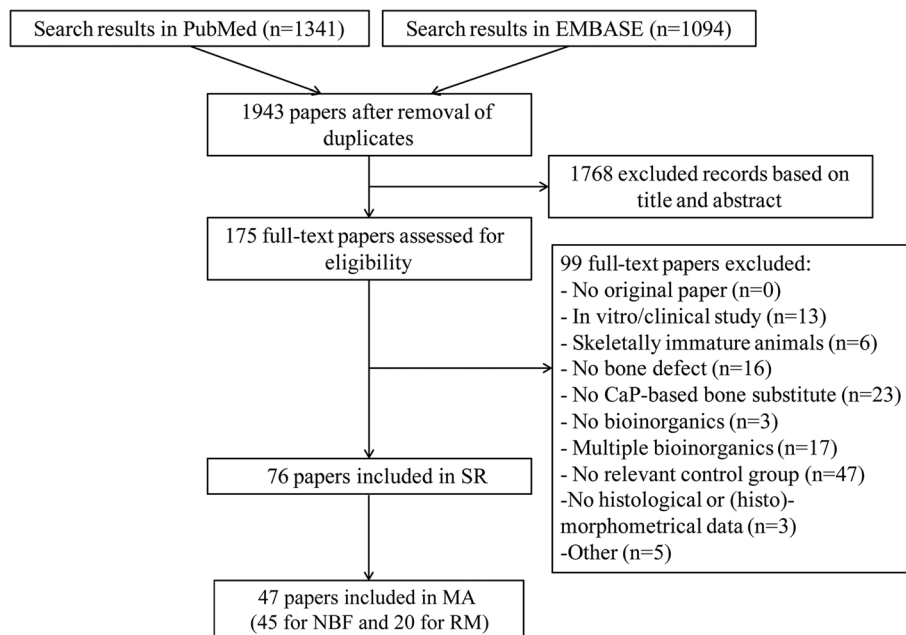 Search results in PubMed (n=1341)
Search results in EMBASE (n=1094)
1943 papers after removal of
duplicates
1768 excluded records based on
title and abstract
175 full-text papers assessed for
eligibility
99 full-text papers excluded:
- No original paper (n=0)
- In vitro/clinical study (n=13)
- Skeletally immature animals (n=6)
- No bone defect (n=16)
- No CaP-based bone substitute (n=23)
- No bioinorganics (n=3)
- Multiple bioinorganics (n=17)
- No relevant control group (n=47)
-No histological or (histo)-
morphometrical data (n=3)
-Other (n=5)
76 papers included in SR
47 papers included in MA
(45 for NBF and 20 for RM)